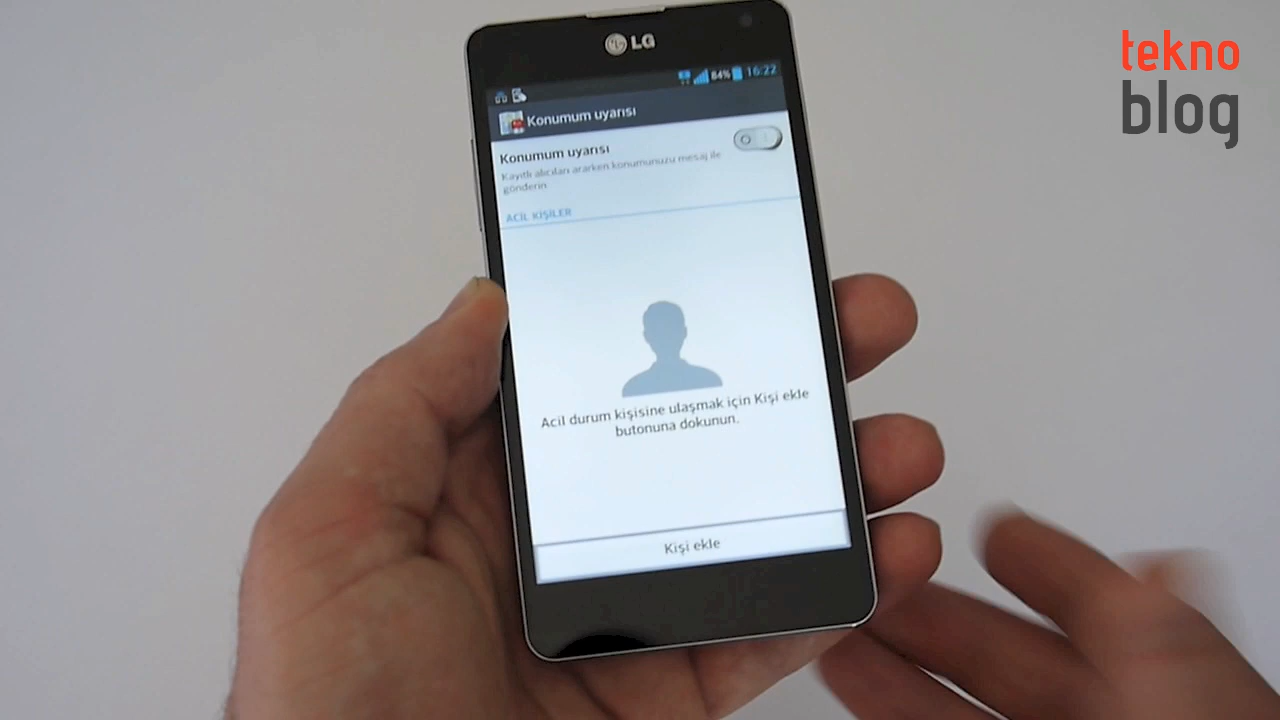 tekno
blog
LG
84% 16:22
Konumum uyarısı
Konumum uyarısı
Kayıtlı alıcıları ararken konumunuzu mesaj ile
gönderin
ACİL KİŞİLER
Acil durum kişisine ulaşmak için Kişi ekle
butonuna dokunun.
Kişi ekle